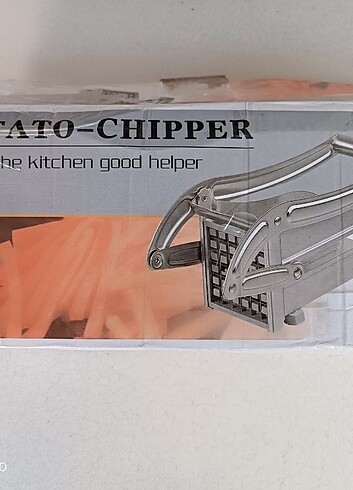 TATO-CHIPPER
he kitchen good helper